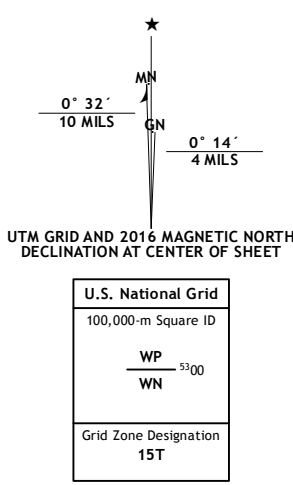 ★
MN
0° 32´
10 MILS
GN
0° 14´
4 MILS
UTM GRID AND 2016 MAGNETIC NORTH
DECLINATION AT CENTER OF SHEET
U.S. National Grid
100,000-m Square ID
WP
5300
WN
Grid Zone Designation
15T